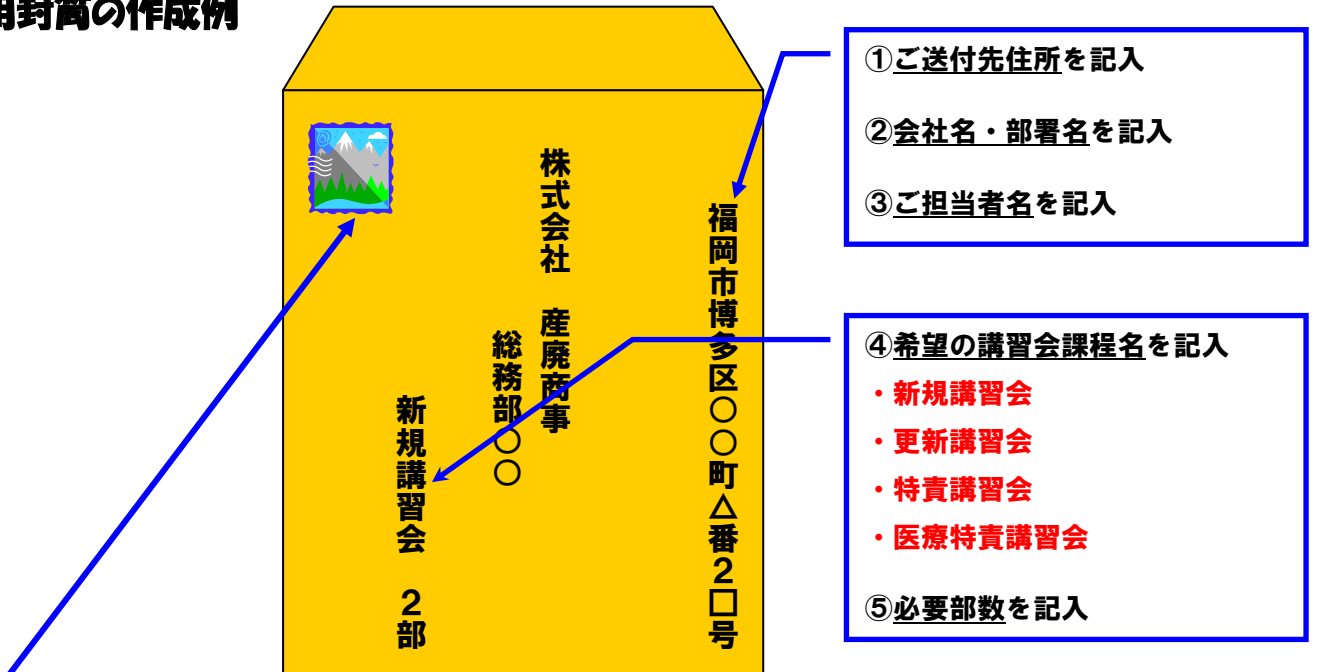 用封筒の作成例
福岡市博多区○○町△番2□号
株式会社　産廃商事
総務部○○
新規講習会　2部
①ご送付先住所を記入
②会社名・部署名を記入
③ご担当者名を記入
④希望の講習会課程名を記入
・新規講習会
・更新講習会
・特責講習会
・医療特責講習会
⑤必要部数を記入